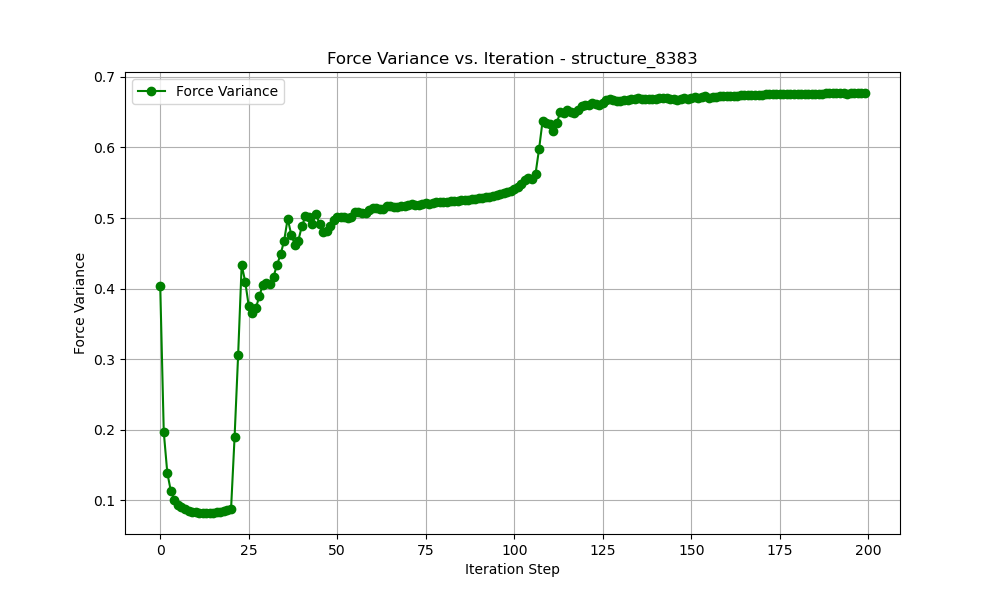 Force Variance vs. Iteration - structure_8383
Force Variance
0.7
0.6
0.5
0.4
0.3
0.2
0.1
Force Variance
0 25 50 75 100 125 150 175 200
Iteration Step